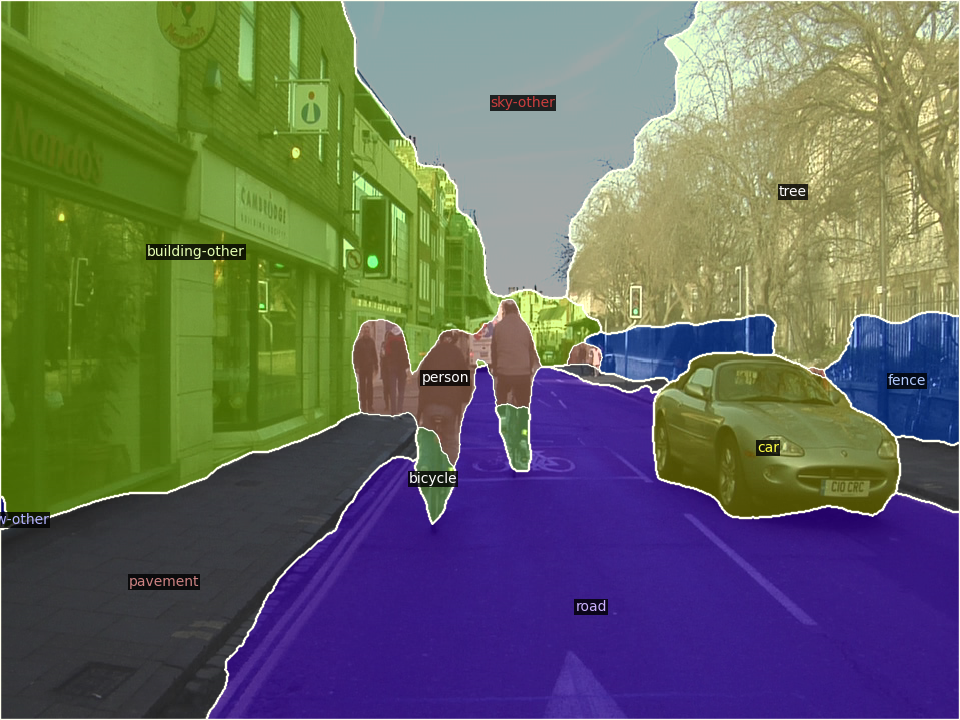 sky-other
Nando's
tree
CAMBRIDGE
building-other
person
fence
car
bicycle
C10 CRC
w-other
pavement
road